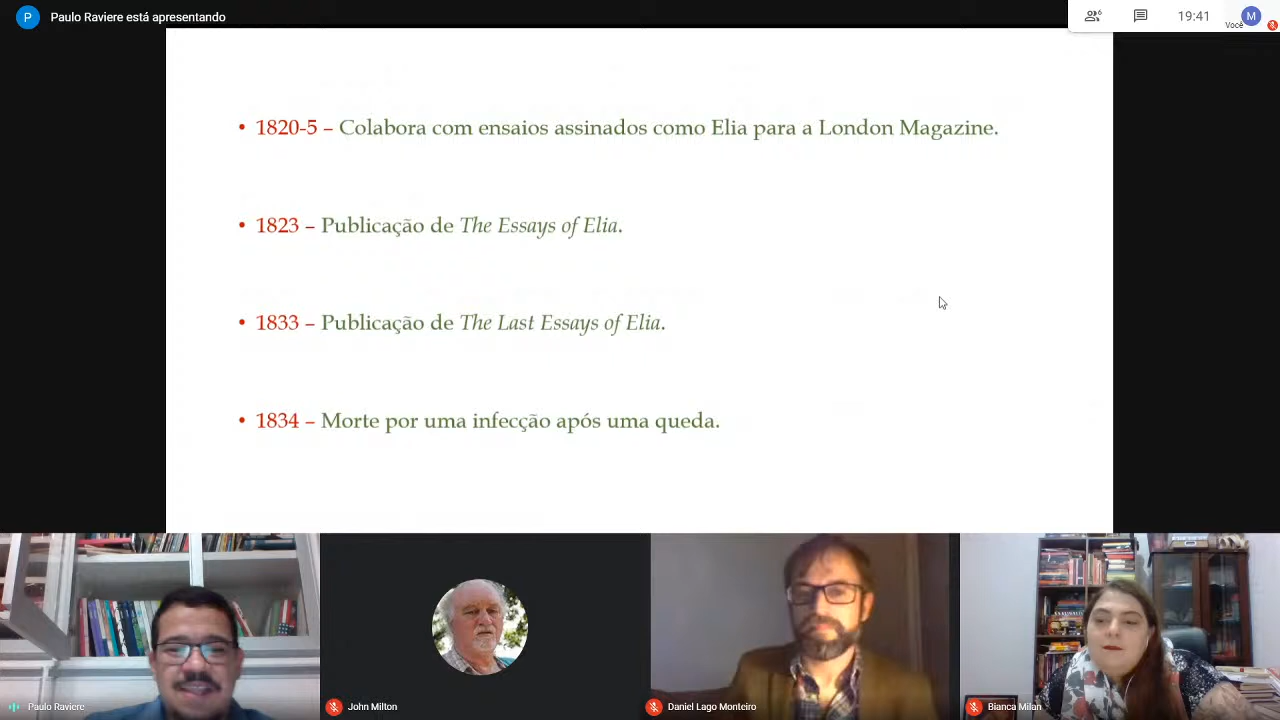 P Paulo Raviere está apresentando
6
19:41
Você
M
• 1820-5 – Colabora com ensaios assinados como Elia para a London Magazine.
• 1823 – Publicação de The Essays of Elia.
• 1833 – Publicação de The Last Essays of Elia.
• 1834 – Morte por uma infecção após uma queda.
Paulo Raviere
John Milton
Daniel Lago Monteiro
Bianca Milan